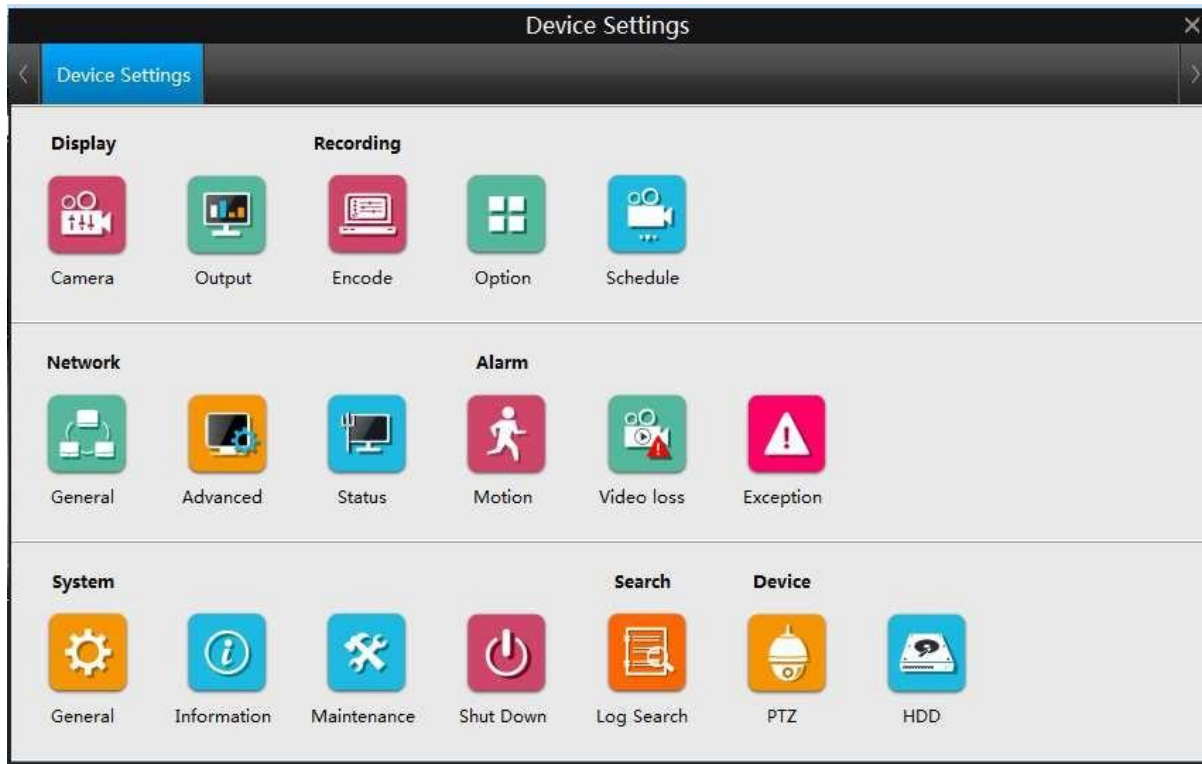 Device Settings
Device Settings
Display Recording
Camera Output Encode Option Schedule
Network Alarm
General Advanced Status Motion Video loss Exception
System Search Device
General Information Maintenance Shut Down Log Search PTZ HDD